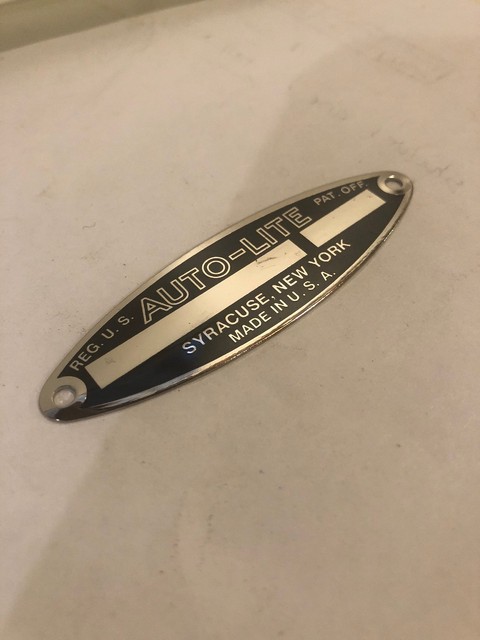 REG. U.S. AUTO-LITE PAT. OFF.
SYRACUSE, NEW YORK
MADE IN U. S. A.